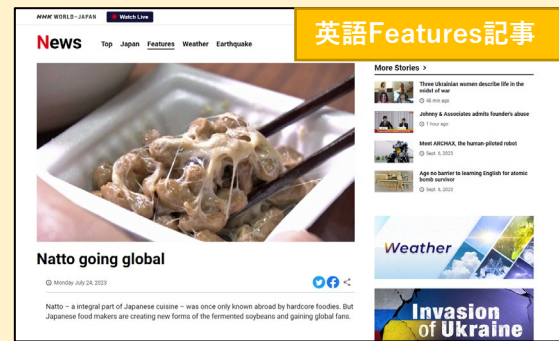 NHK WORLD-JAPAN
Watch Live
英語Features記事
News
Top Japan Features Weather Earthquake
More Stories >
Three Ukrainian women describe life in the
midst of war
46 min ago
Johnny & Associates admits founder's abuse
1 hour ago
Meet ARCHAX, the human-piloted robot
Sept. 6, 2023
Age no barrier to learning English for atomic
bomb survivor
Sept. 6, 2023
Natto going global
Monday July 24, 2023
Natto – a integral part of Japanese cuisine – was once only known abroad by hardcore foodies. But
Japanese food makers are creating new forms of the fermented soybeans and gaining global fans.
Weather
Invasion
of Ukraine